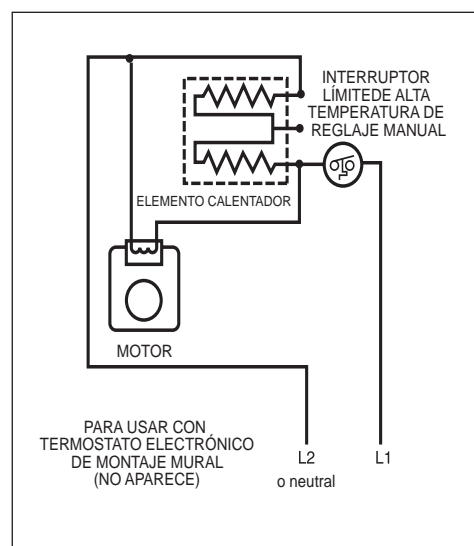 INTERRUPTOR
LÍMITEDE ALTA
TEMPERATURA DE
REGLAJE MANUAL
ELEMENTO CALENTADOR
MOTOR
PARA USAR CON
TERMOSTATO ELECTRÓNICO
DE MONTAJE MURAL
(NO APARECE)
L2
o neutral
L1